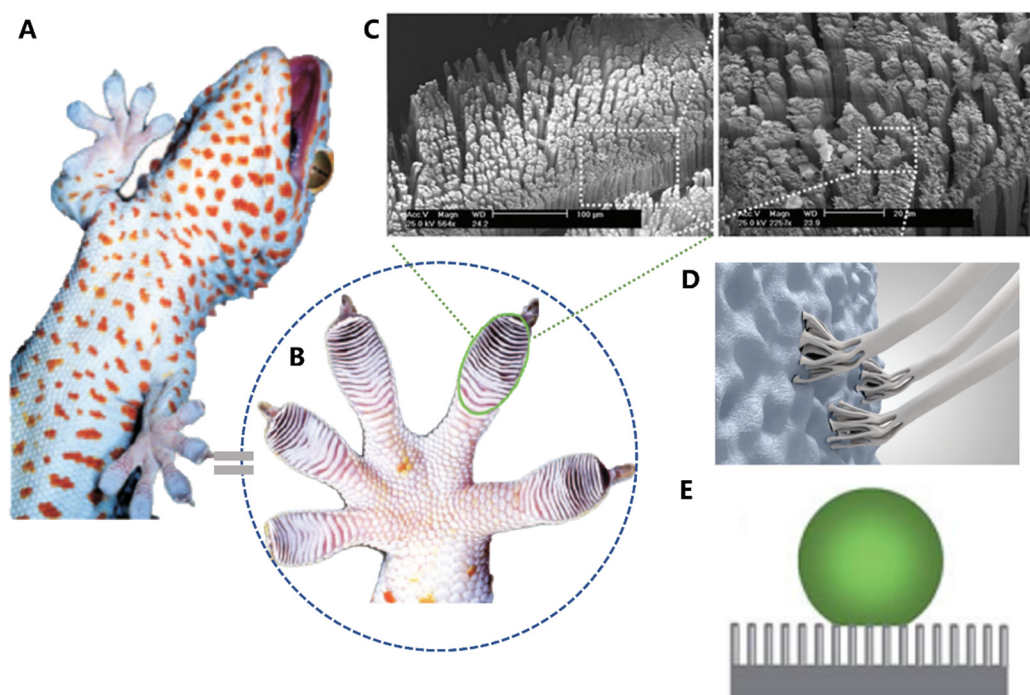 A
C
Acc.V Magn WD 100 µm
25.0 kV 564x 24.2
Acc.V Magn WD 20 µm
25.0 kV 2257x 23.9
B
D
E